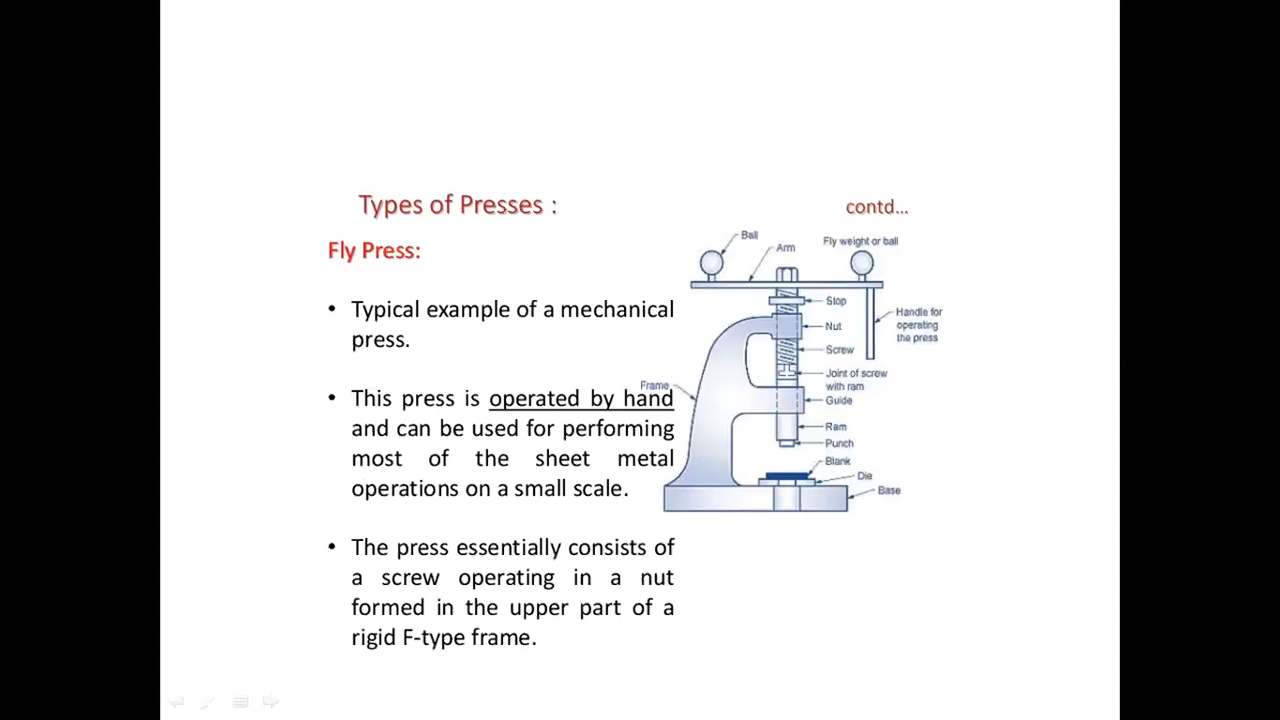 Types of Presses :
contd...
Fly Press:
• Typical example of a mechanical
press.
• This press is operated by hand
and can be used for performing
most of the sheet metal
operations on a small scale.
• The press essentially consists of
a screw operating in a nut
formed in the upper part of a
rigid F-type frame.
Ball
Arm
Fly weight or ball
Stop
Handle for
operating
the press
Nut
Screw
Joint of screw
with ram
Frame
Guide
Ram
Punch
Blank
Die
Base